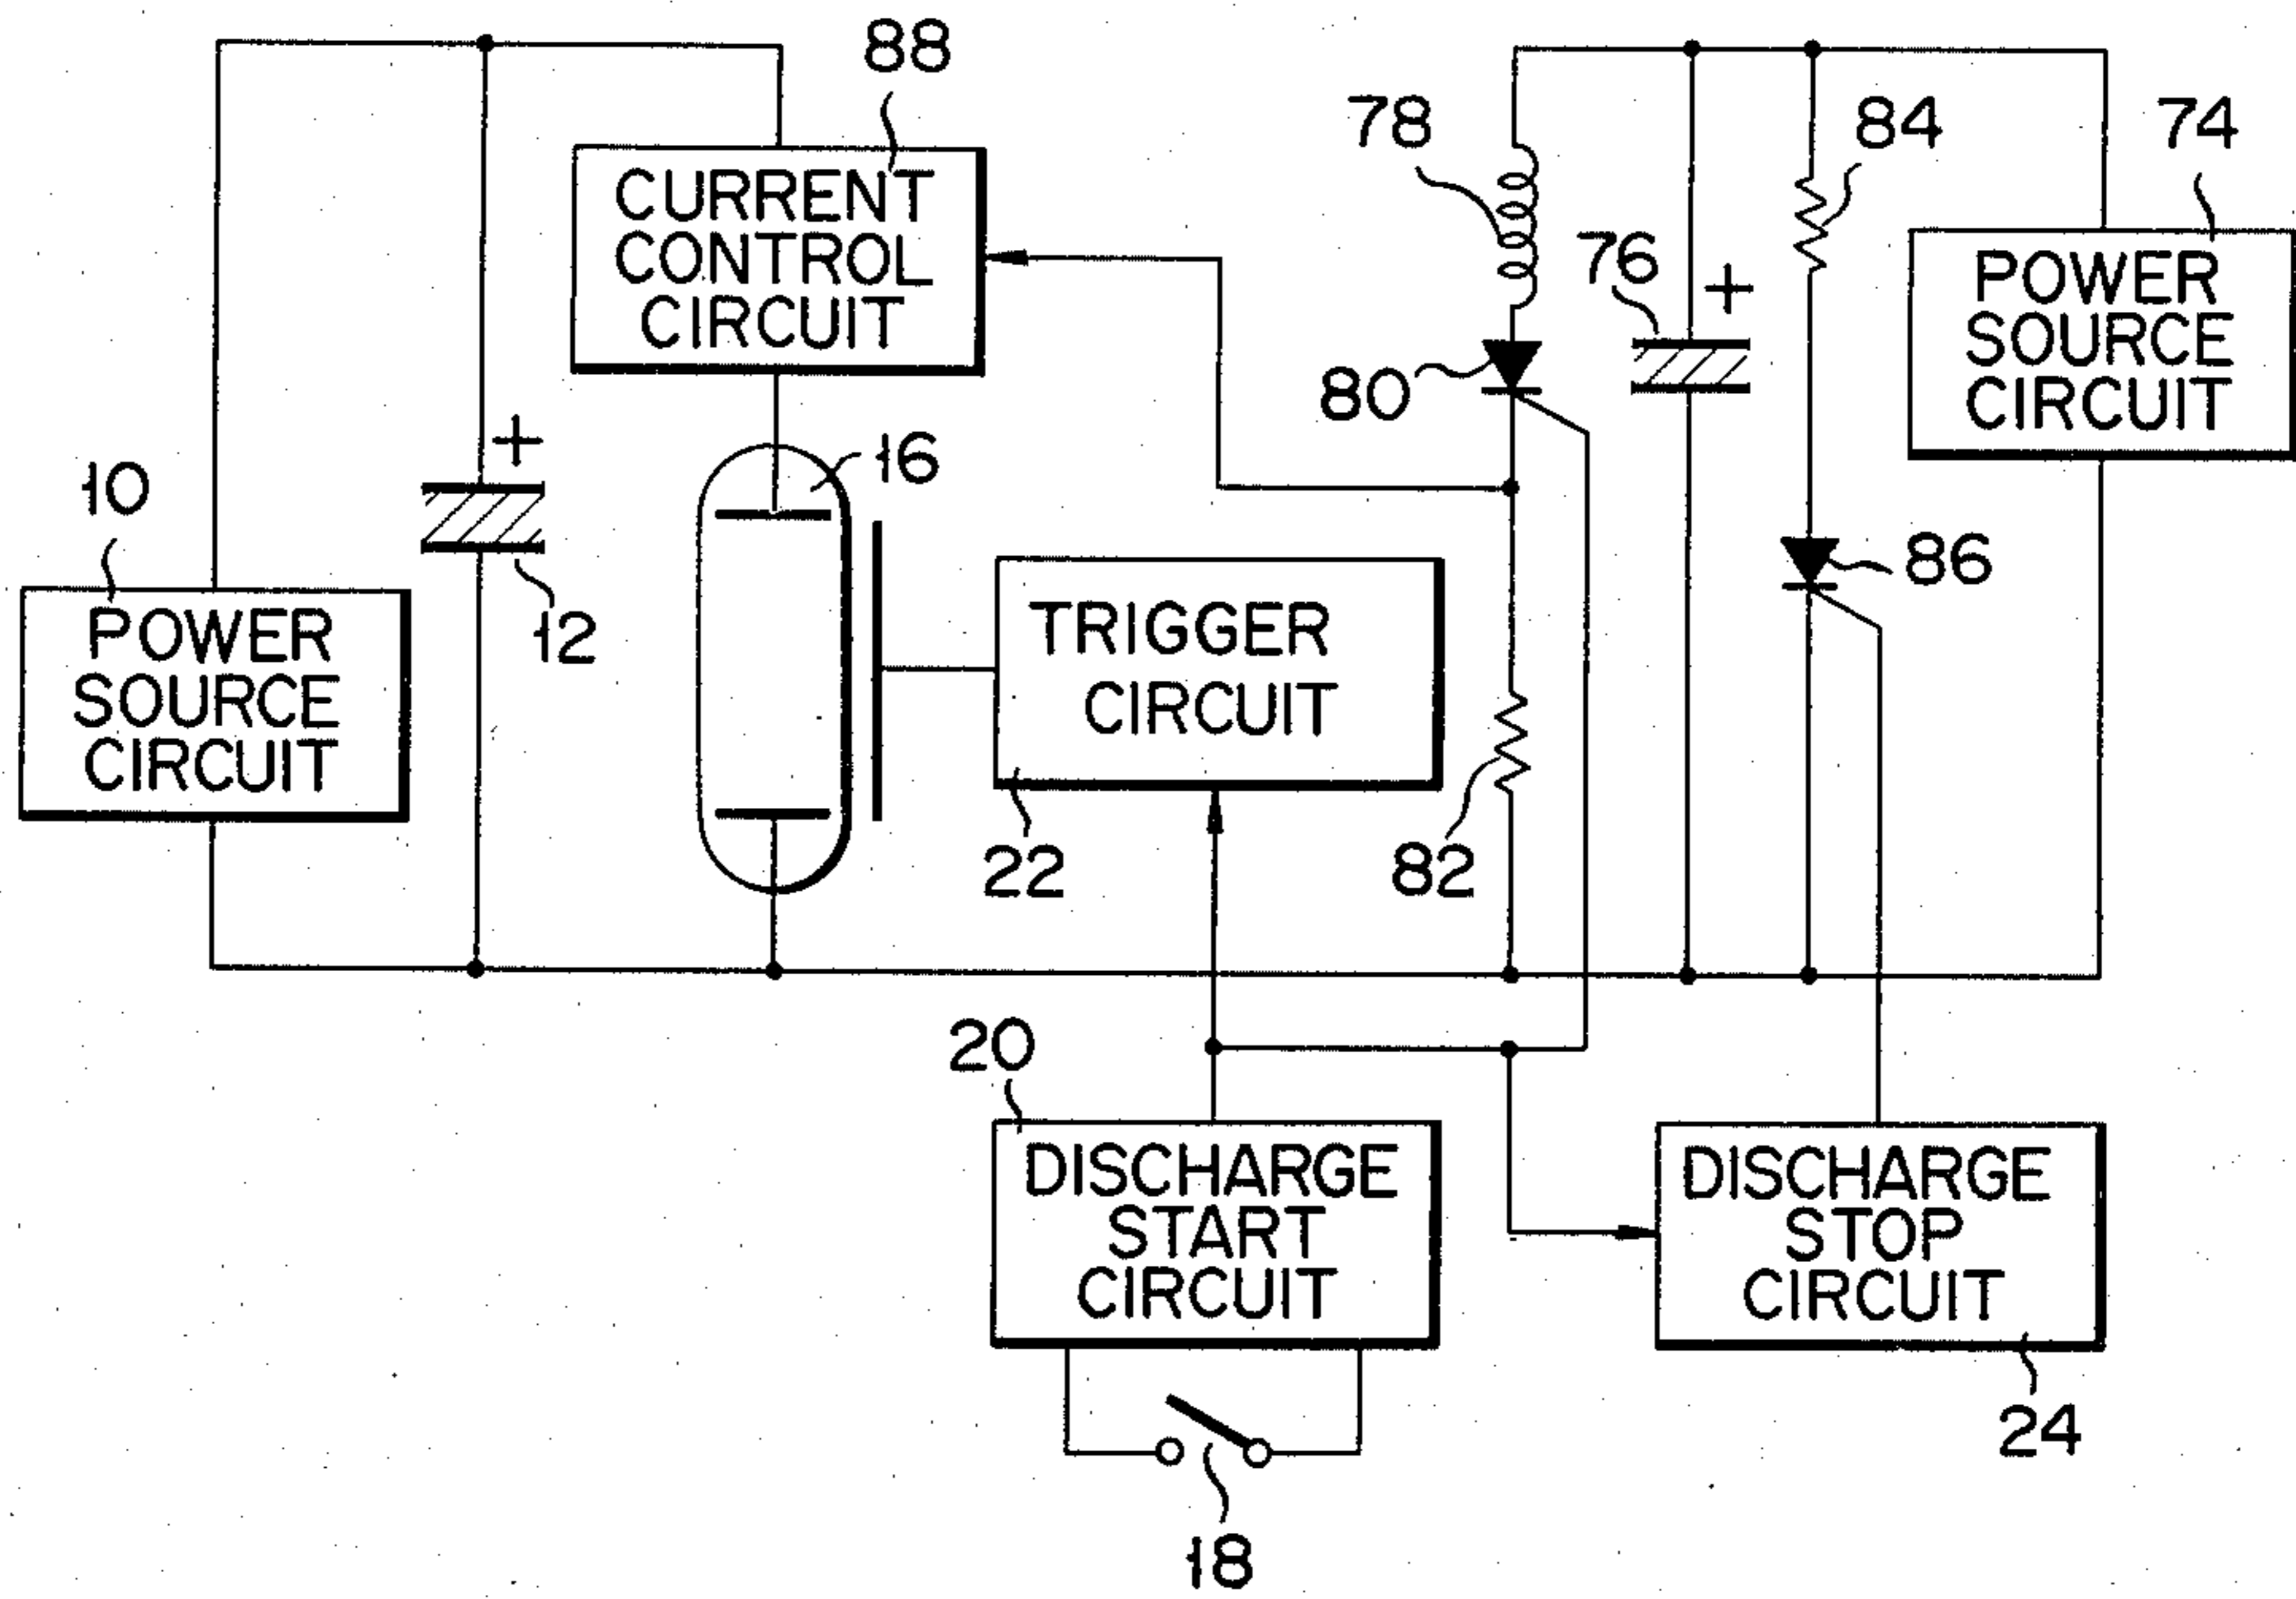 88
CURRENT
CONTROL
CIRCUIT
78
84
74
76
+
POWER
SOURCE
CIRCUIT
80
+
16
10
12
POWER
SOURCE
CIRCUIT
86
TRIGGER
CIRCUIT
22
82
20
DISCHARGE
START
CIRCUIT
DISCHARGE
STOP
CIRCUIT
24
18